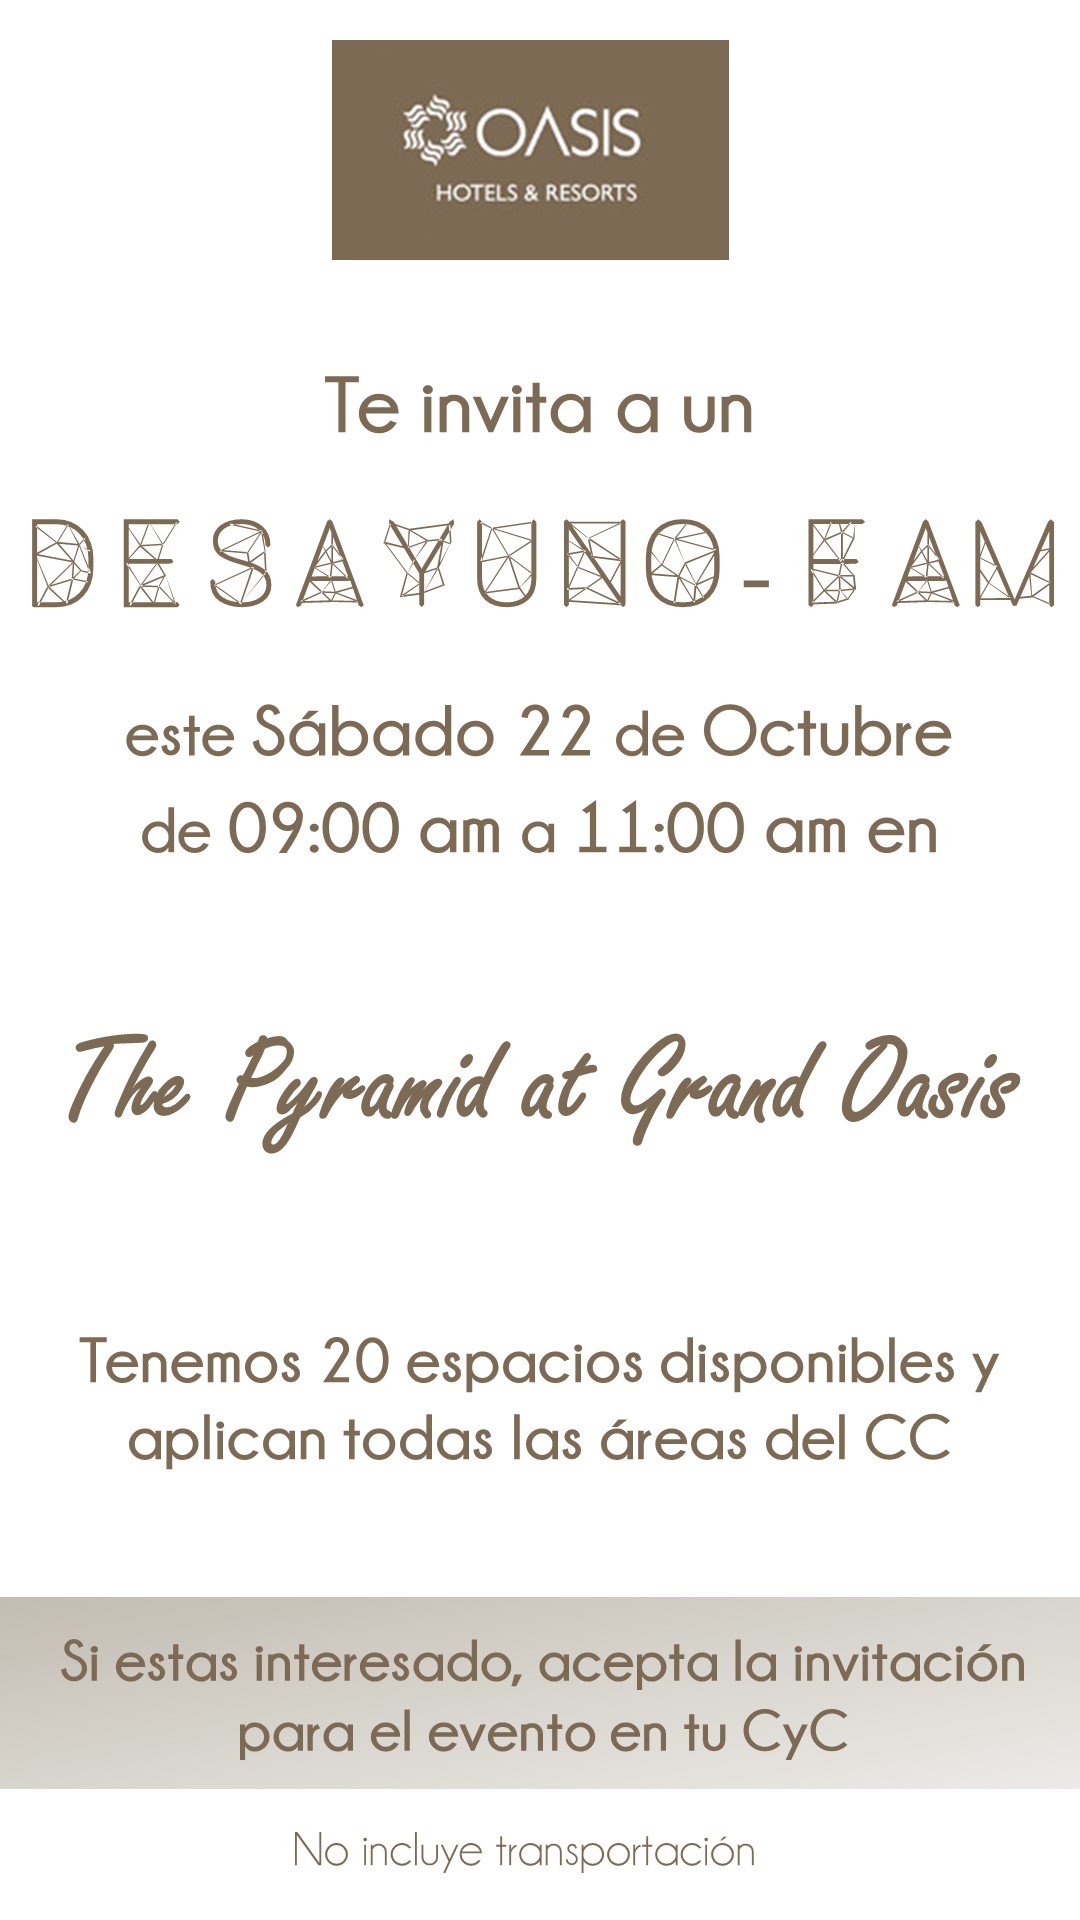 OASIS
HOTELS & RESORTS
Te invita a un
DESAYUNO-FAM
este Sábado 22 de Octubre
de 09:00 am a 11:00 am en
The Pyramid at Grand Oasis
Tenemos 20 espacios disponibles y
aplican todas las áreas del CC
Si estas interesado, acepta la invitación
para el evento en tu CyC
No incluye transportación